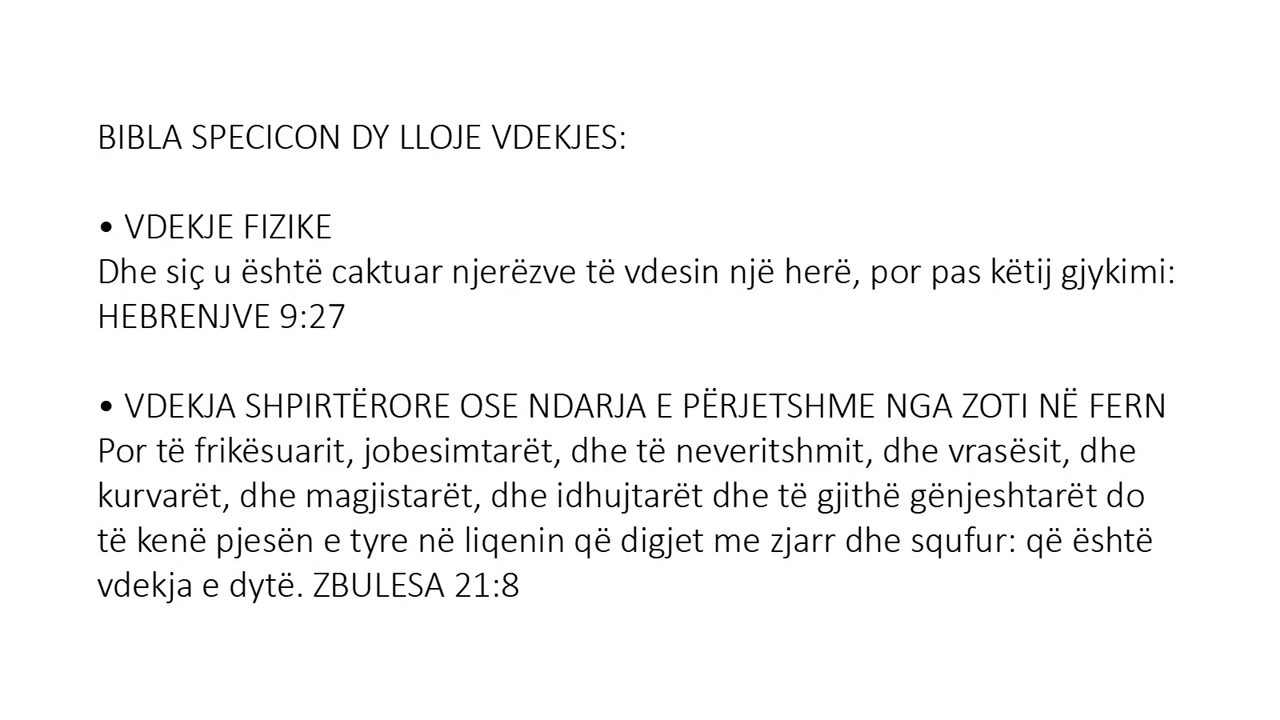 BIBLA SPECICON DY LLOJE VDEKJES:
• VDEKJE FIZIKE
Dhe siç u është caktuar njerëzve të vdesin një herë, por pas këtij gjykimi:
HEBRENJVE 9:27
• VDEKJA SHPIRTËRORE OSE NDARJA E PËRJETSHME NGA ZOTI NË FERN
Por të frikësuarit, jobesimtarët, dhe të neveritshmit, dhe vrasësit, dhe
kurvarët, dhe magjistarët, dhe idhujtarët dhe të gjithë gënjeshtarët do
të kenë pjesën e tyre në liqenin që digjet me zjarr dhe squfur: që është
vdekja e dytë. ZBULESA 21:8